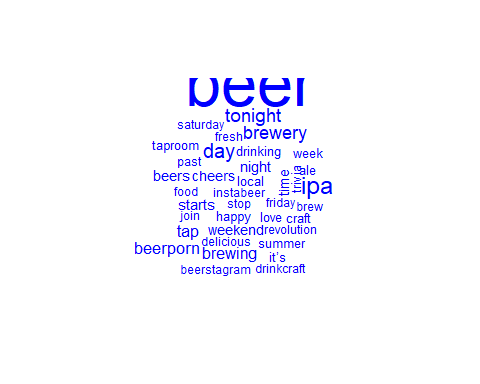 beer
tonight
saturday
fresh brewery
taproom day drinking week
past night ale
beers cheers local time trivia ipa
food instabeer
starts stop friday brew
join happy love craft
tap weekend revolution
delicious summer
beerporn brewing it's
beerstagram drinkcraft